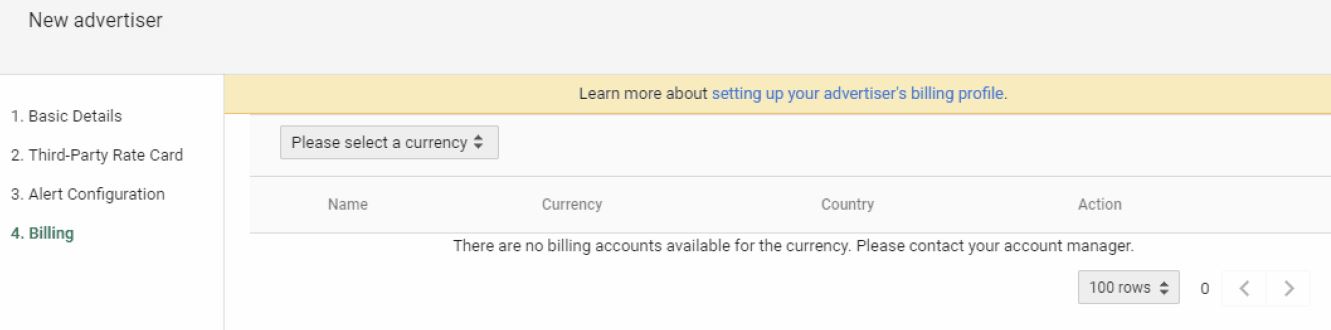 New advertiser
Learn more about setting up your advertiser's billing profile.
1. Basic Details
2. Third-Party Rate Card
3. Alert Configuration
4. Billing
Please select a currency
Name Currency Country Action
There are no billing accounts available for the currency. Please contact your account manager.
100 rows 0